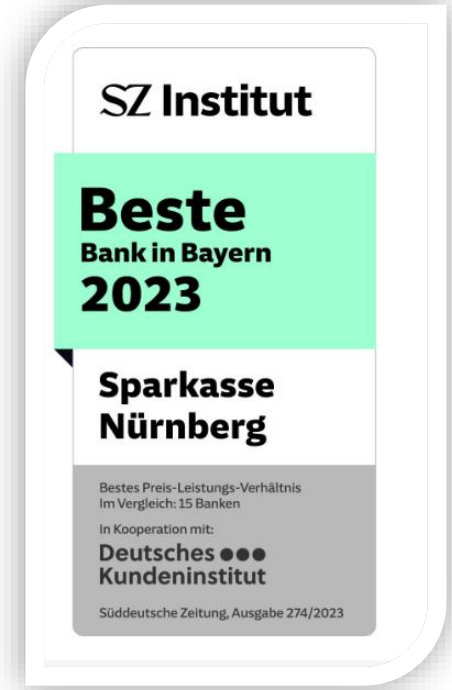 SZ Institut
Beste
Bank in Bayern
2023
Sparkasse
Nürnberg
Bestes Preis-Leistungs-Verhältnis
Im Vergleich: 15 Banken
In Kooperation mit:
Deutsches
Kundeninstitut
Süddeutsche Zeitung, Ausgabe 274/2023